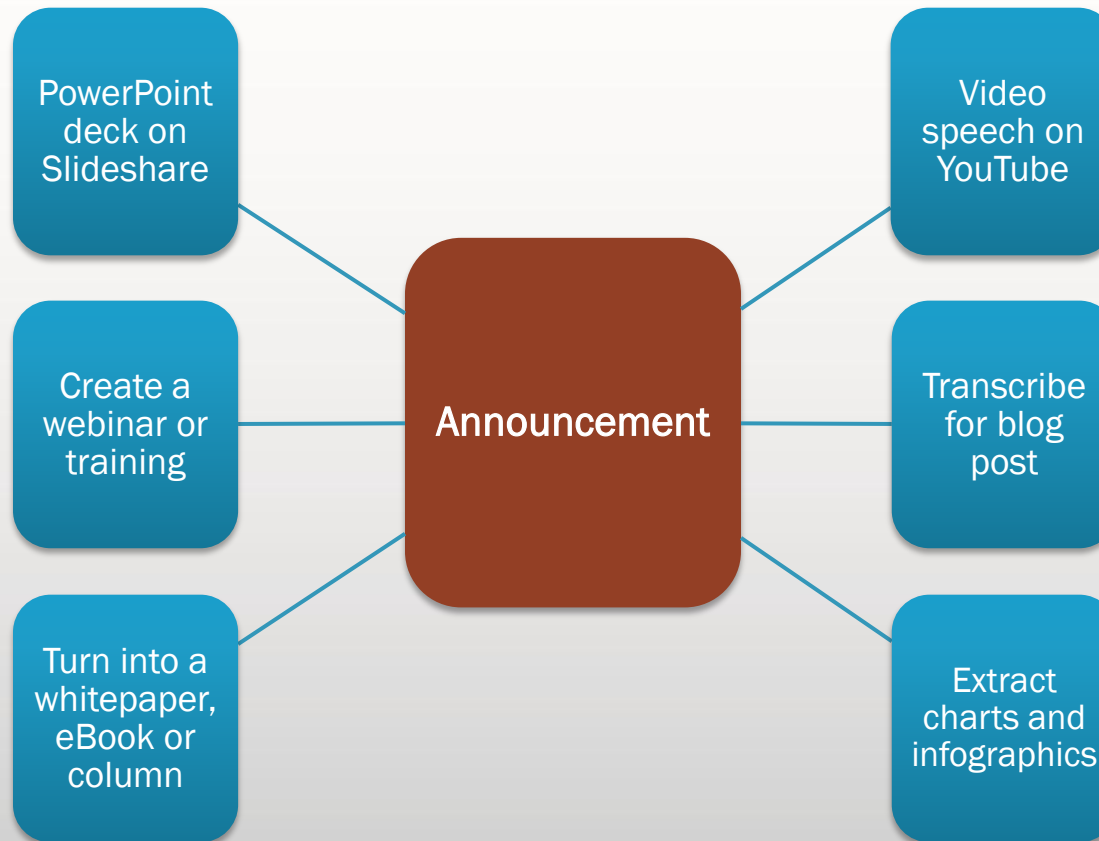 PowerPoint
deck on
Slideshare
Video
speech on
YouTube
Create a
webinar or
training
Announcement
Transcribe
for blog
post
Turn into a
whitepaper,
eBook or
column
Extract
charts and
infographics